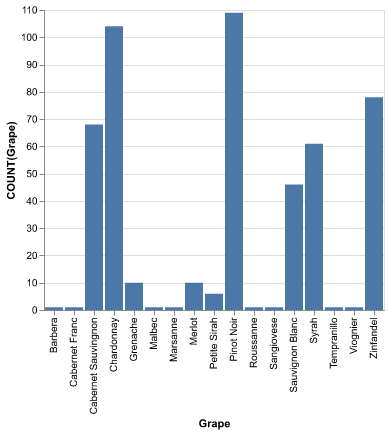 110
100
90
80
70
60
50
40
30
20
10
0
COUNT(Grape)
Barbera
Cabernet Franc
Cabernet Sauvingnon
Chardonnay
Grenache
Malbec
Marsanne
Merlot
Petite Sirah
Pinot Noir
Roussanne
Sangiovese
Sauvignon Blanc
Syrah
Tempranillo
Viognier
Zinfandel
Grape